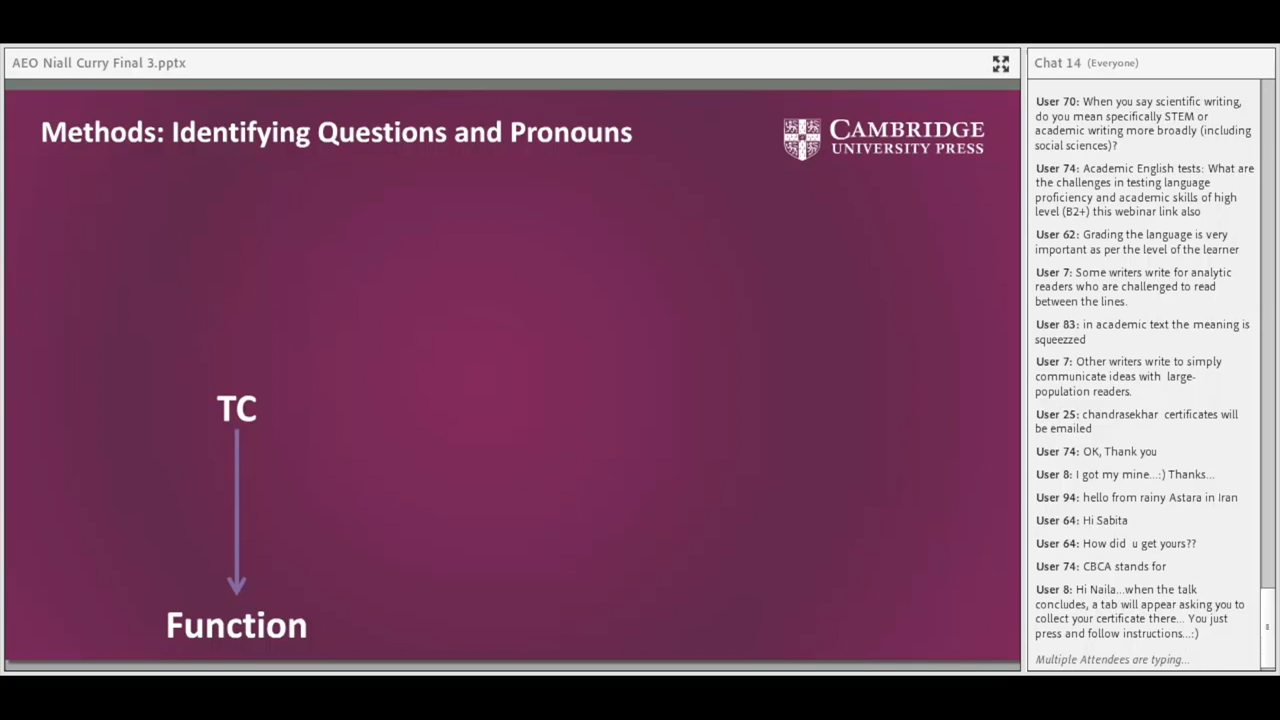 AEO Niall Curry Final 3.pptx
Methods: Identifying Questions and Pronouns
CAMBRIDGE
UNIVERSITY PRESS
TC
Function
Chat 14 (Everyone)
User 70: When you say scientific writing,
do you mean specifically STEM or
academic writing more broadly (including
social sciences)?
User 74: Academic English tests: What are
the challenges in testing language
proficiency and academic skills of high
level (B2+) this webinar link also
User 62: Grading the language is very
important as per the level of the learner
User 7: Some writers write for analytic
readers who are challenged to read
between the lines.
User 83: in academic text the meaning is
squeezzed
User 7: Other writers write to simply
communicate ideas with large-
population readers.
User 25: chandrasekhar certificates will
be emailed
User 74: OK, Thank you
User 8: I got my mine...:) Thanks...
User 94: hello from rainy Astara in Iran
User 64: Hi Sabita
User 64: How did u get yours??
User 74: CBCA stands for
User 8: Hi Naila...when the talk
concludes, a tab will appear asking you to
collect your certificate there... You just
press and follow instructions...:)
Multiple Attendees are typing...